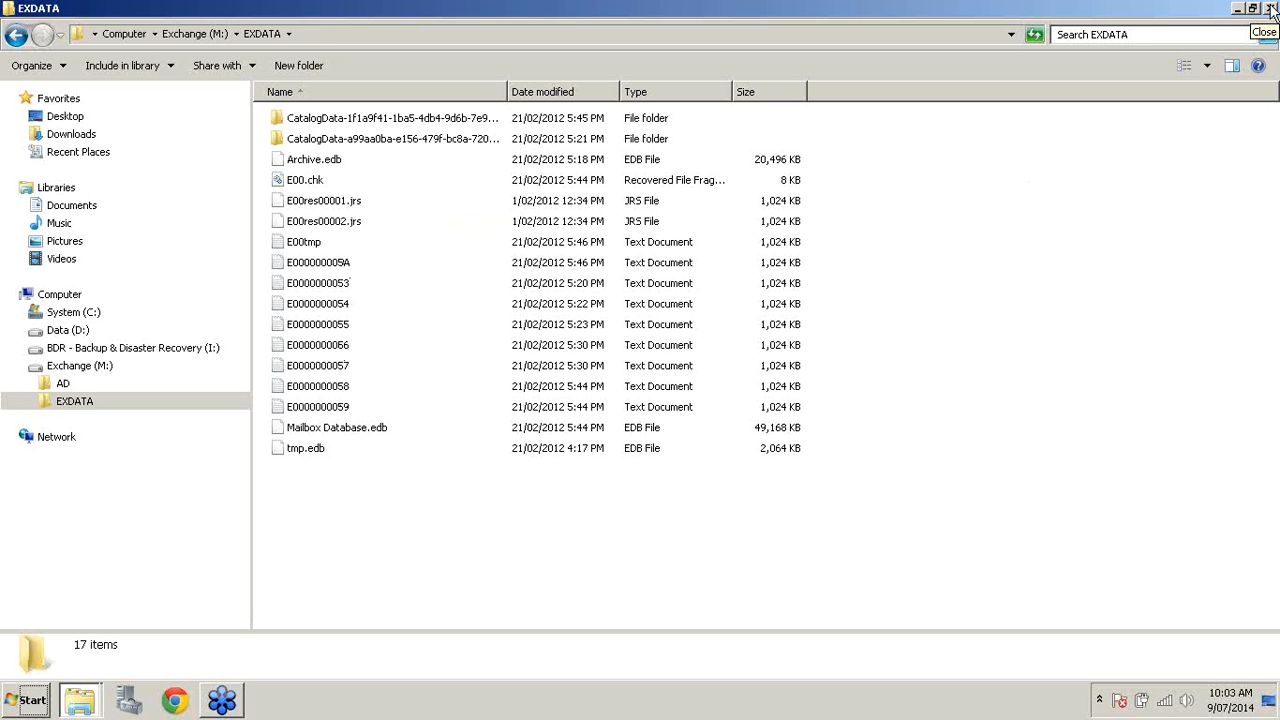 EXDATA
Close
Computer Exchange (M:) EXDATA
Search EXDATA
Organize Include in library Share with New folder
Name Date modified Type Size
Favorites
Desktop
Downloads
Recent Places
Libraries
Documents
Music
Pictures
Videos
Computer
System (C:)
Data (D:)
BDR - Backup & Disaster Recovery (I:)
Exchange (M:)
AD
EXDATA
Network
CatalogData-1f1a9f41-1ba5-4db4-9d6b-7e9... 21/02/2012 5:45 PM File folder
CatalogData-a99aa0ba-e156-479f-bc8a-720... 21/02/2012 5:21 PM File folder
Archive.edb 21/02/2012 5:18 PM EDB File 20,496 KB
E00.chk 21/02/2012 5:44 PM Recovered File Frag... 8 KB
E00res00001.jrs 1/02/2012 12:34 PM JRS File 1,024 KB
E00res00002.jrs 1/02/2012 12:34 PM JRS File 1,024 KB
E00tmp 21/02/2012 5:46 PM Text Document 1,024 KB
E000000005A 21/02/2012 5:46 PM Text Document 1,024 KB
E0000000053 21/02/2012 5:20 PM Text Document 1,024 KB
E0000000054 21/02/2012 5:22 PM Text Document 1,024 KB
E0000000055 21/02/2012 5:23 PM Text Document 1,024 KB
E0000000056 21/02/2012 5:30 PM Text Document 1,024 KB
E0000000057 21/02/2012 5:30 PM Text Document 1,024 KB
E0000000058 21/02/2012 5:44 PM Text Document 1,024 KB
E0000000059 21/02/2012 5:44 PM Text Document 1,024 KB
Mailbox Database.edb 21/02/2012 5:44 PM EDB File 49,168 KB
tmp.edb 21/02/2012 4:17 PM EDB File 2,064 KB
17 items
Start
10:03 AM
9/07/2014